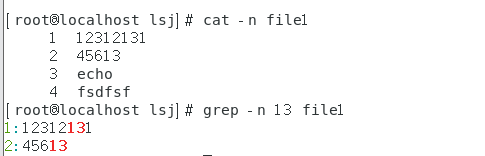 [root@localhost lsj]# cat -n file1
1 12312131
2 45613
3 echo
4 fsdfsf
[root@localhost lsj]# grep -n 13 file1
1:12312131
2:45613